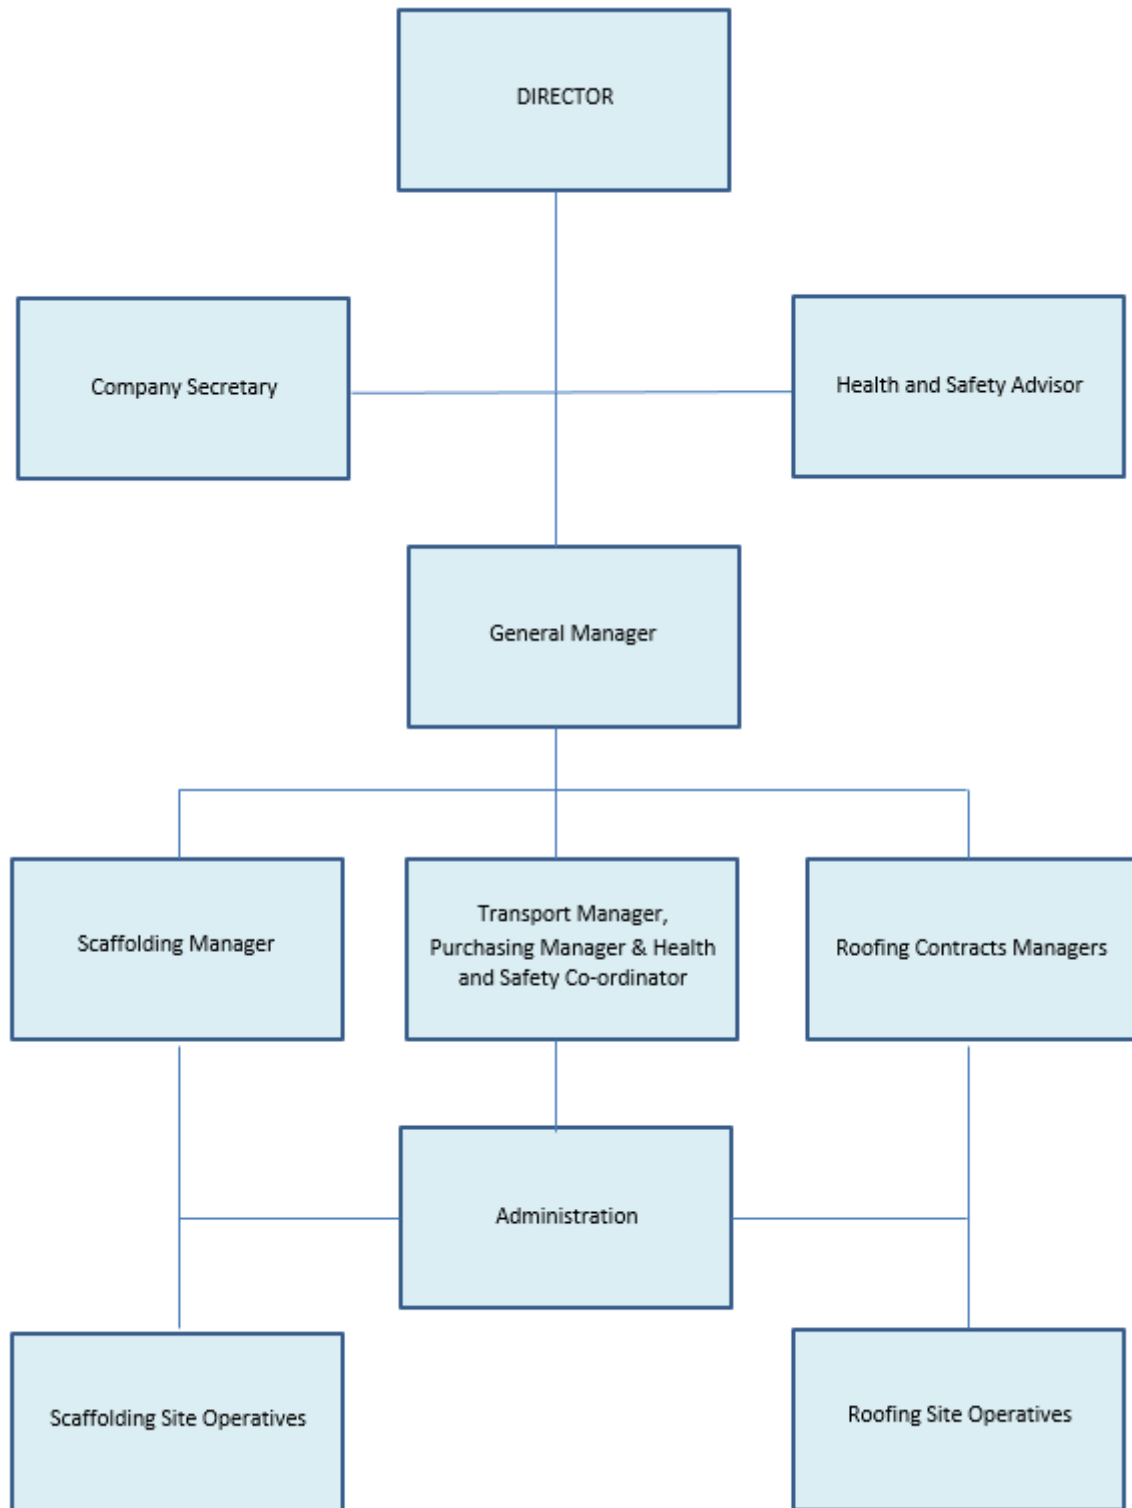 DIRECTOR
Company Secretary
Health and Safety Advisor
General Manager
Scaffolding Manager
Transport Manager,
Purchasing Manager & Health
and Safety Co-ordinator
Roofing Contracts Managers
Administration
Scaffolding Site Operatives
Roofing Site Operatives